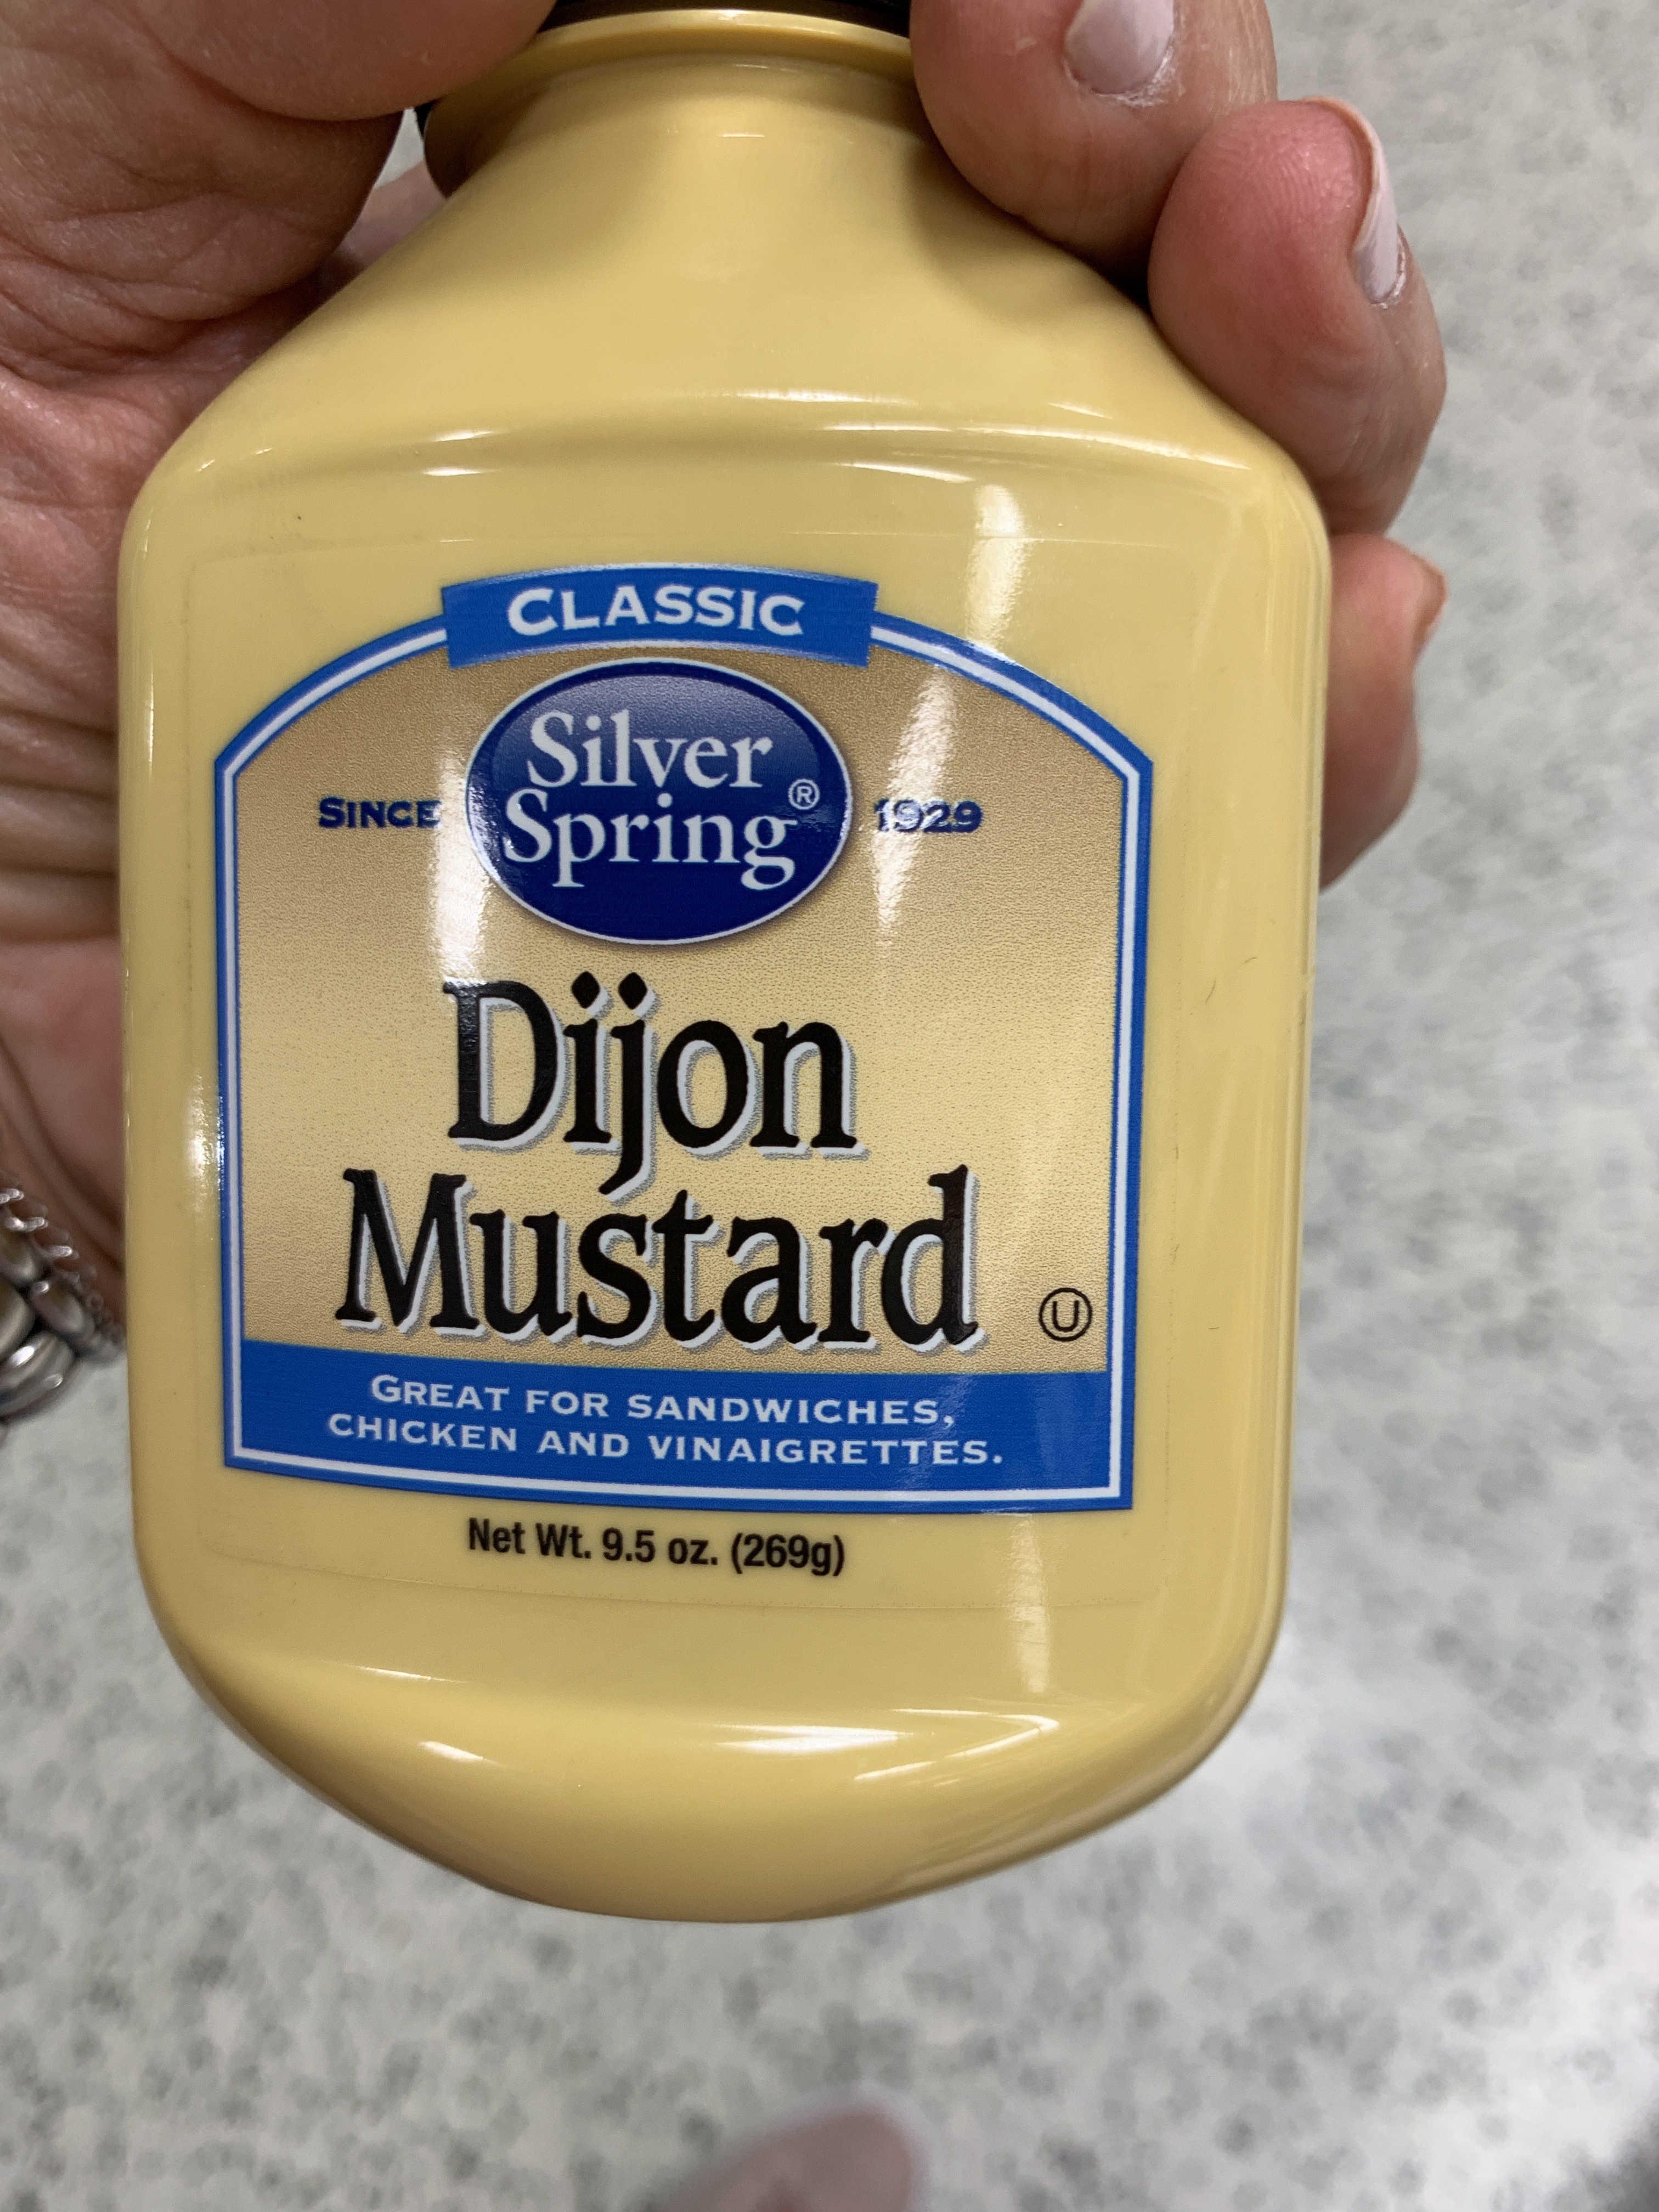 CLASSIC
SINCE Silver Spring® 1929
Dijon
Mustard
U
GREAT FOR SANDWICHES,
CHICKEN AND VINAIGRETTES.
Net Wt. 9.5 oz. (269g)